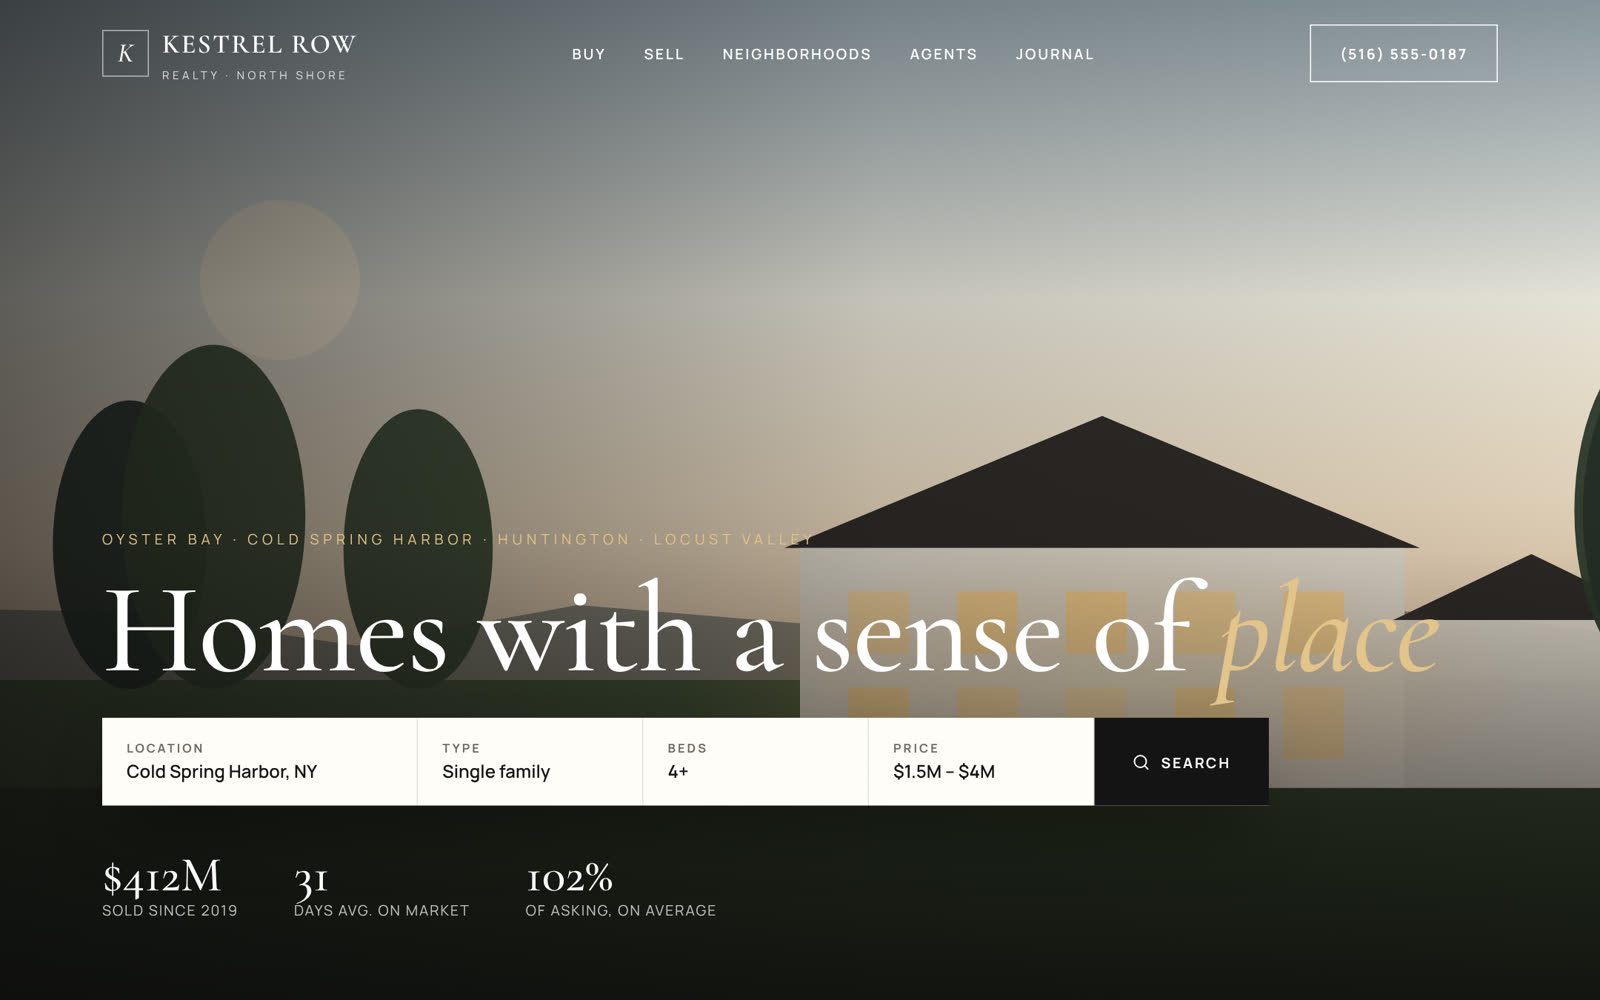 K
KESTREL ROW
REALTY · NORTH SHORE
BUY SELL NEIGHBORHOODS AGENTS JOURNAL
(516) 555-0187
OYSTER BAY · COLD SPRING HARBOR · HUNTINGTON · LOCUST VALLEY
Homes with a sense of place
LOCATION
Cold Spring Harbor, NY
TYPE
Single family
BEDS
4+
PRICE
$1.5M – $4M
SEARCH
$412M
SOLD SINCE 2019
31
DAYS AVG. ON MARKET
102%
OF ASKING, ON AVERAGE